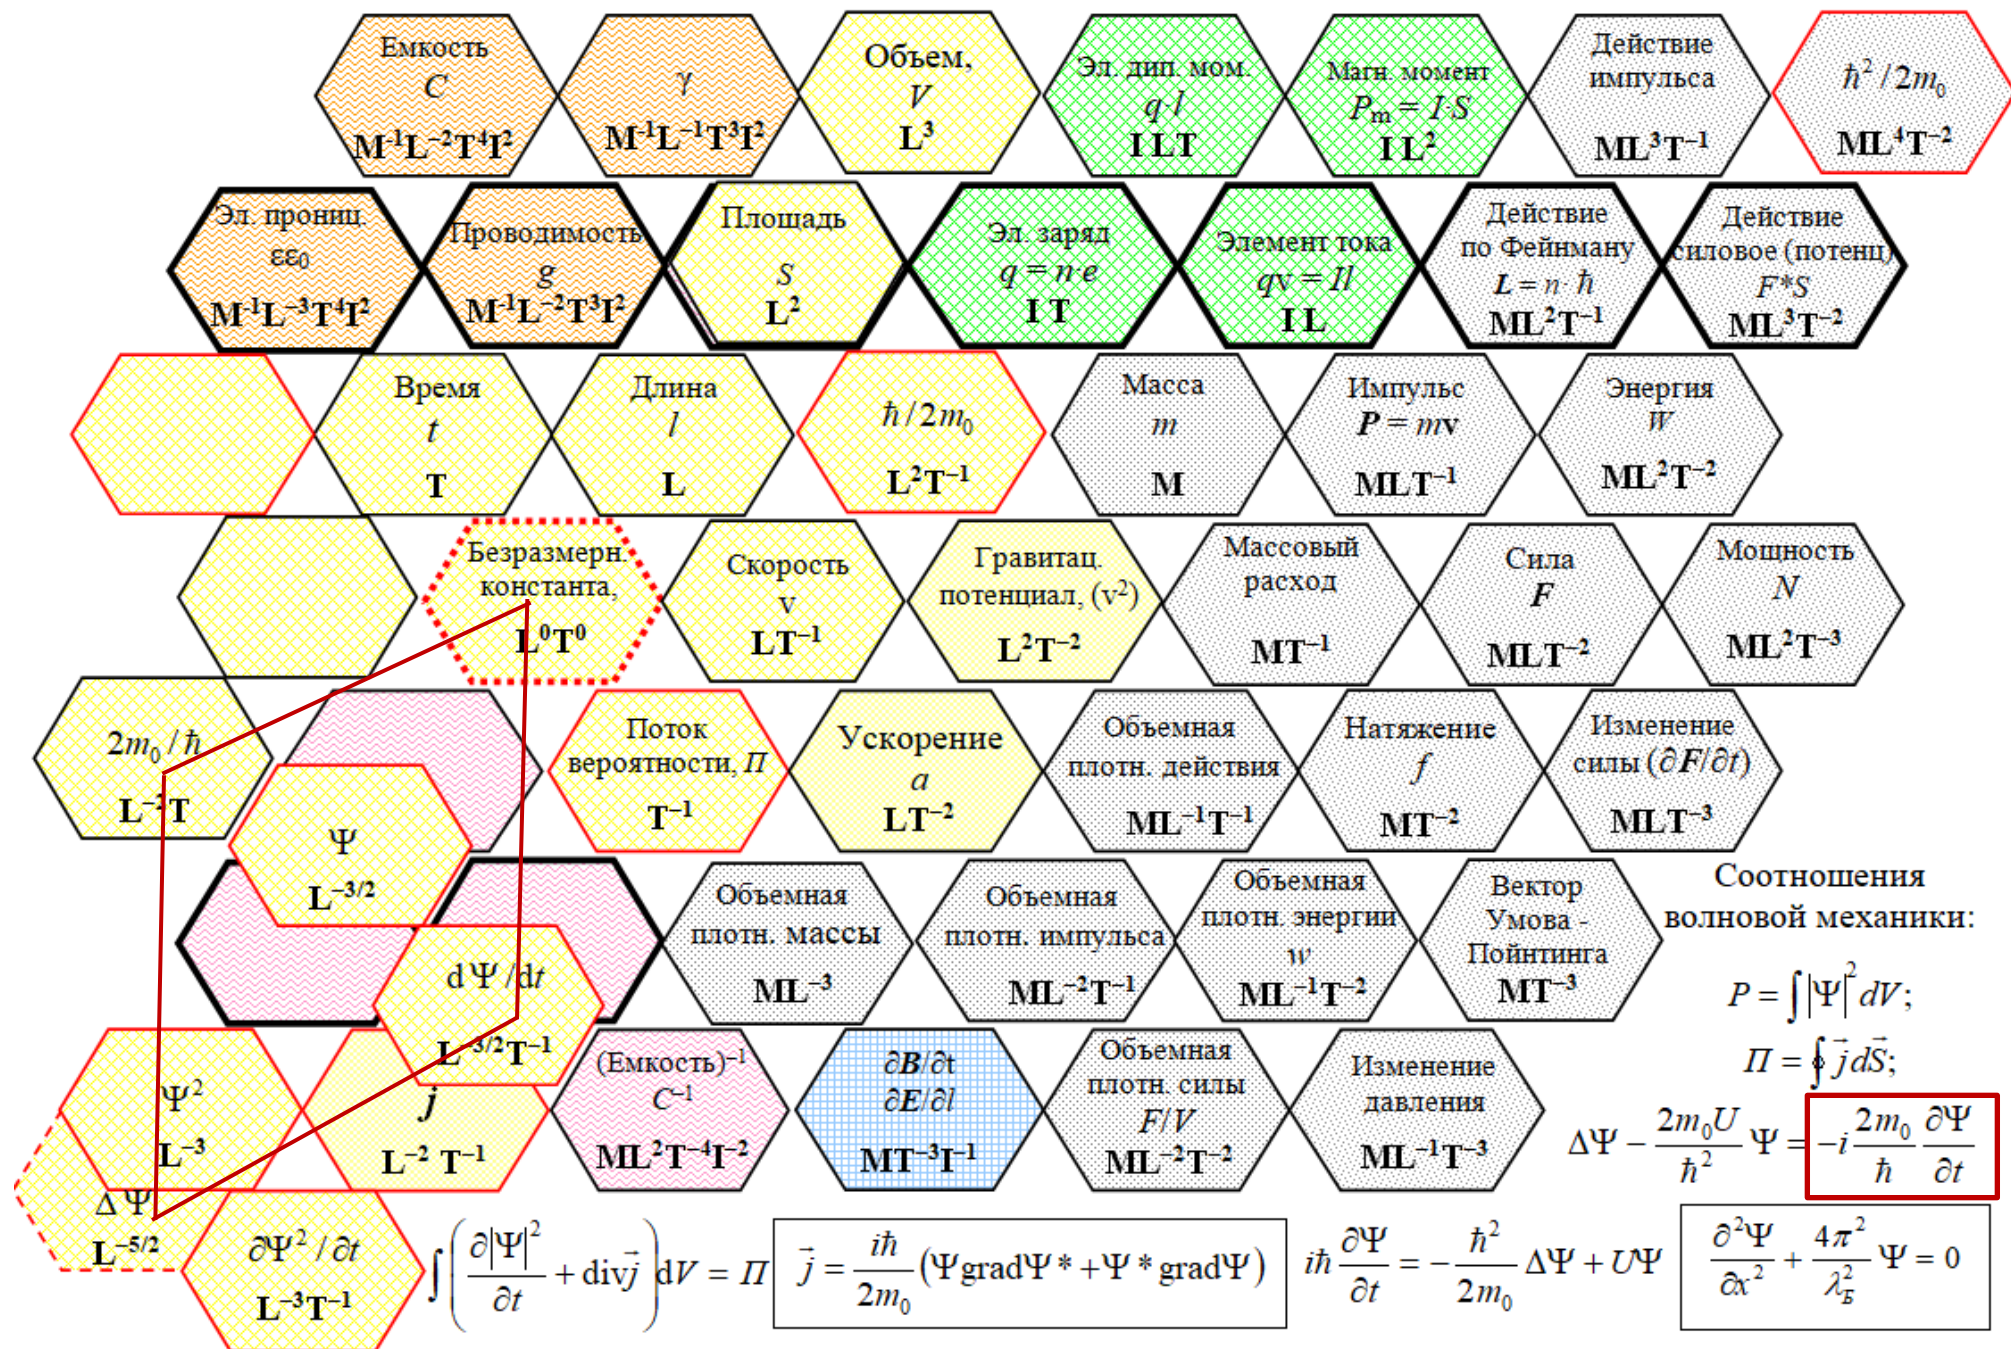 Емкость
C
M⁻¹L⁻²T⁴I²
γ
M⁻¹L⁻¹T³I²
Объем,
V
L³
Эл. дип. мом.
q·l
I LT
Магн. момент
Pₘ = I·S
I L²
Действие
импульса
ML³T⁻¹
ħ² / 2m₀
ML⁴T⁻²
Эл. прониц.
εε₀
M⁻¹L⁻³T⁴I²
Проводимость
g
M⁻¹L⁻²T³I²
Площадь
S
L²
Эл. заряд
q = n·e
I T
Элемент тока
qv = Il
I L
Действие
по Фейнману
L = n· ħ
ML²T⁻¹
Действие
силовое (потенц)
F*S
ML³T⁻²
Время
t
T
Длина
l
L
ħ / 2m₀
L²T⁻¹
Масса
m
M
Импульс
P = mv
MLT⁻¹
Энергия
W
ML²T⁻²
Безразмерн.
константа,
L⁰T⁰
Скорость
v
LT⁻¹
Гравитац.
потенциал, (v²)
L²T⁻²
Массовый
расход
MT⁻¹
Сила
F
MLT⁻²
Мощность
N
ML²T⁻³
2m₀ / ħ
L⁻²T
Поток
вероятности, П
T⁻¹
Ускорение
a
LT⁻²
Объемная
плотн. действия
ML⁻¹T⁻¹
Натяжение
f
MT⁻²
Изменение
силы (∂F/∂t)
MLT⁻³
Ψ
L⁻³/²
d Ψ /dt
L⁻³/²T⁻¹
Объемная
плотн. массы
ML⁻³
Объемная
плотн. импульса
ML⁻²T⁻¹
Объемная
плотн. энергии
w
ML⁻¹T⁻²
Вектор
Умова -
Пойнтинга
MT⁻³
Соотношения
волновой механики:
P = ∫|Ψ|² dV;
П = ∮ j⃗ dS⃗;
Ψ²
L⁻³
j
L⁻² T⁻¹
(Емкость)⁻¹
C⁻¹
ML²T⁻⁴I⁻²
∂B/∂t
∂E/∂l
MT⁻³I⁻¹
Объемная
плотн. силы
F/V
ML⁻²T⁻²
Изменение
давления
ML⁻¹T⁻³
ΔΨ − (2m₀U/ħ²) Ψ = −i (2m₀/ħ) (∂Ψ/∂t)
Δ Ψ
L⁻⁵/²
∂Ψ² / ∂t
L⁻³T⁻¹
∫(∂|Ψ|²/∂t + divj⃗)dV = П
j⃗ = (iħ/2m₀)(ΨgradΨ* + Ψ* gradΨ)
iħ ∂Ψ/∂t = −(ħ²/2m₀) ΔΨ + UΨ
∂²Ψ/∂x² + (4π²/λ²_Б) Ψ = 0